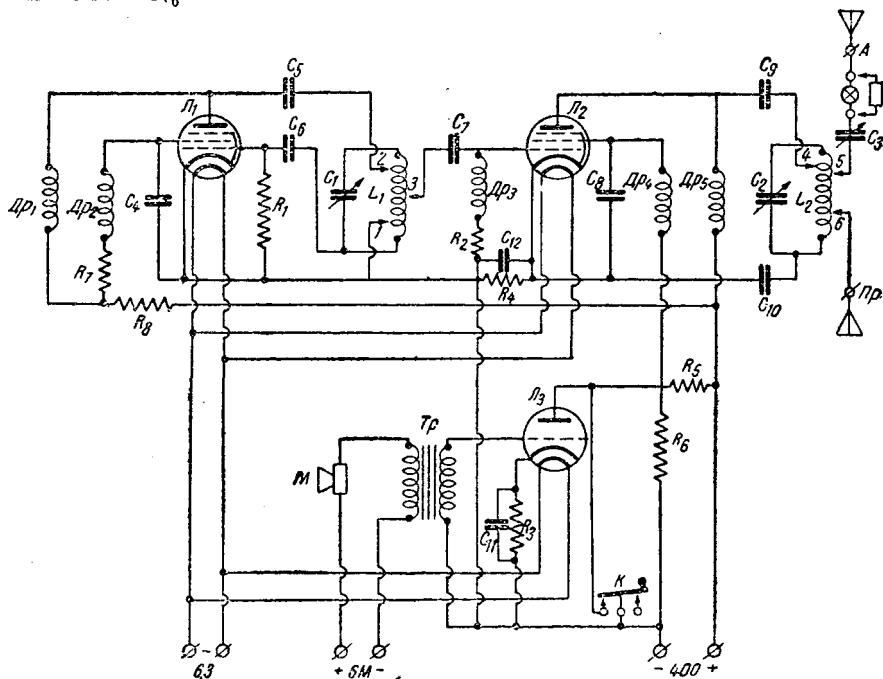 A
C5
C9
Л1
Л2
C6
C3
C7
4
5
2
3
C1
L1
C2
L2
6
1
Др1
Др2
C4
R1
Др3
C8
Др4
Др5
R2
C12
R7
R4
C10
Пр
R8
Л3
R5
Тр
R6
М
C11
R3
К
~
6,3
+ БМ -
- 400 +